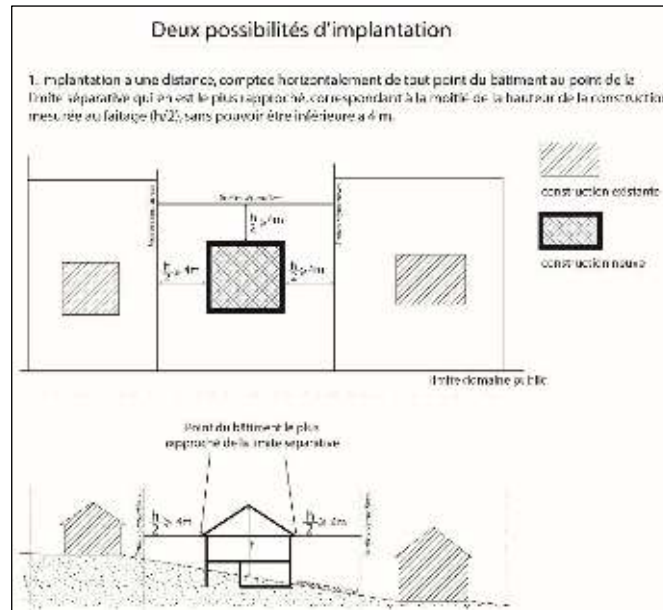 Deux possibilités d'implantation
1. implantation a une distance, comptée horizontalement de tout point du bâtiment au point de la
limite séparative qui en est le plus rapproché, correspondant à la moitié de la hauteur de la construction
mesurée au faîtage (h/2), sans pouvoir être inférieure a 4 m.
construction existante
h/2 ≥ 4m
h/2 ≥ 4m
h/2 ≥ 4m
construction neuve
limite domaine public
Point du bâtiment le plus
rapproché de la limite séparative
h/2 ≥ 4m
h/2 ≥